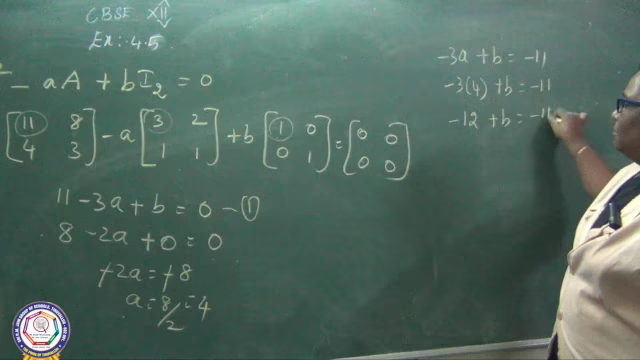 CBSE XII
Ex: 4.5
2 - aA + bI2 = 0
[11 8 4 3] - a [3 2 1 1] + b [1 0 0 1] = [0 0 0 0]
11 - 3a + b = 0 - (1)
8 - 2a + 0 = 0
+2a = +8
a = 8/2 = 4
-3a + b = -11
-3(4) + b = -11
-12 + b = -11